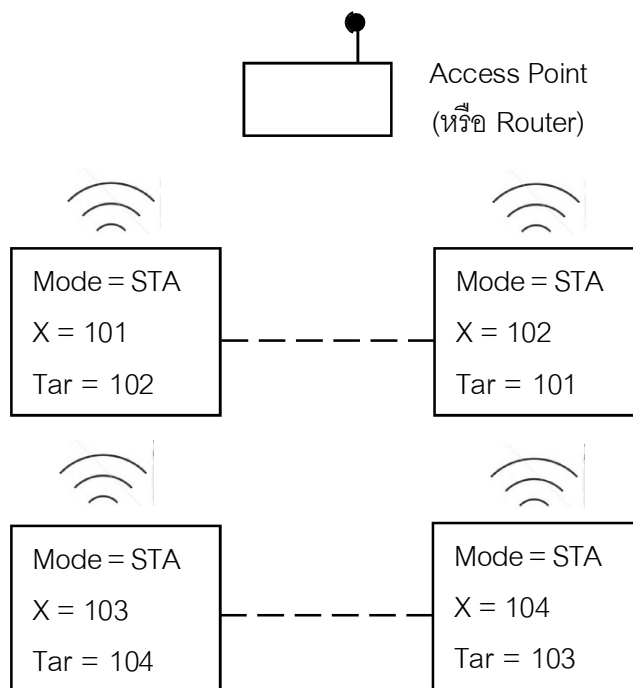 Access Point
(หรือ Router)
Mode = STA
X = 101
Tar = 102
Mode = STA
X = 102
Tar = 101
Mode = STA
X = 103
Tar = 104
Mode = STA
X = 104
Tar = 103